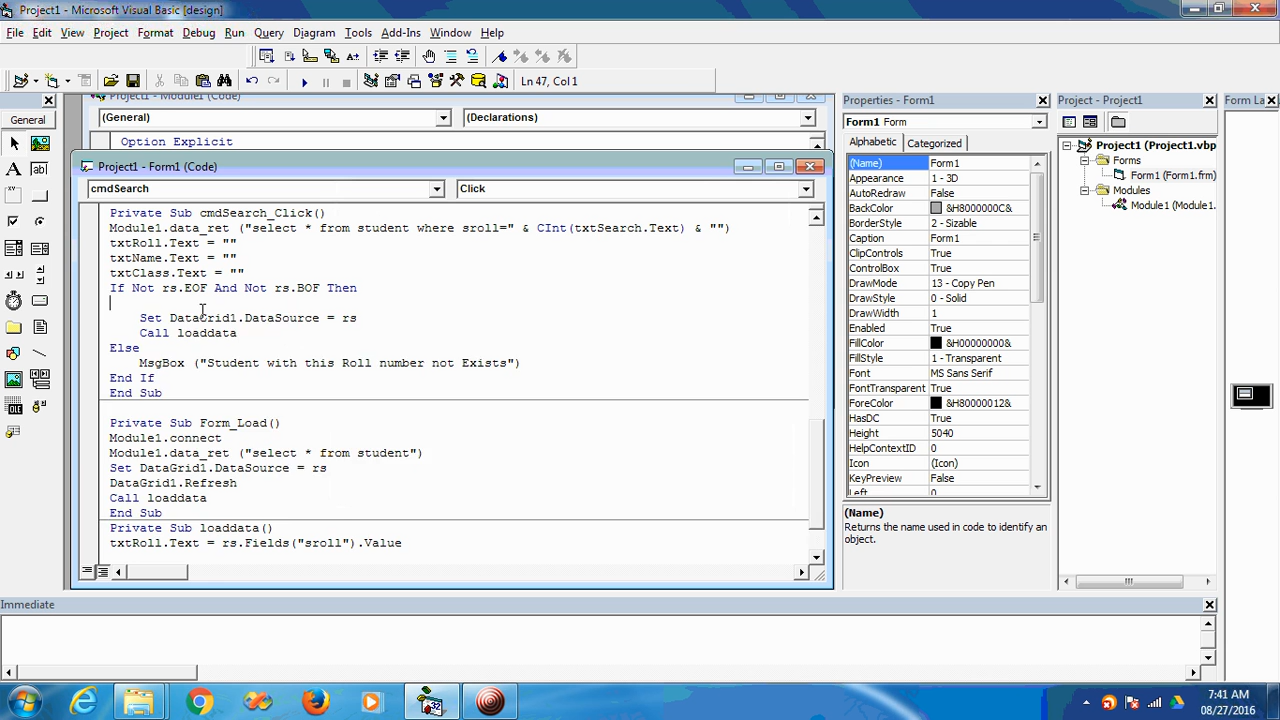 Project1 - Microsoft Visual Basic [design]
File Edit View Project Format Debug Run Query Diagram Tools Add-Ins Window Help
Ln 47, Col 1
General
Project1 - Module1 (Code)
(General) (Declarations)
Option Explicit
Project1 - Form1 (Code)
cmdSearch Click
Private Sub cmdSearch_Click()
Module1.data_ret ("select * from student where sroll=" & CInt(txtSearch.Text) & "")
txtRoll.Text = ""
txtName.Text = ""
txtClass.Text = ""
If Not rs.EOF And Not rs.BOF Then
Set DataGrid1.DataSource = rs
Call loaddata
Else
MsgBox ("Student with this Roll number not Exists")
End If
End Sub
Private Sub Form_Load()
Module1.connect
Module1.data_ret ("select * from student")
Set DataGrid1.DataSource = rs
DataGrid1.Refresh
Call loaddata
End Sub
Private Sub loaddata()
txtRoll.Text = rs.Fields("sroll").Value
Properties - Form1
Form1 Form
Alphabetic Categorized
(Name) Form1
Appearance 1 - 3D
AutoRedraw False
BackColor &H8000000C&
BorderStyle 2 - Sizable
Caption Form1
ClipControls True
ControlBox True
DrawMode 13 - Copy Pen
DrawStyle 0 - Solid
DrawWidth 1
Enabled True
FillColor &H00000000&
FillStyle 1 - Transparent
Font MS Sans Serif
FontTransparent True
ForeColor &H80000012&
HasDC True
Height 5040
HelpContextID 0
Icon (Icon)
KeyPreview False
Left 0
(Name)
Returns the name used in code to identify an
object.
Project - Project1
Project1 (Project1.vbp
Forms
Form1 (Form1.frm)
Modules
Module1 (Module1.
Form La
Immediate
32
7:41 AM
08/27/2016